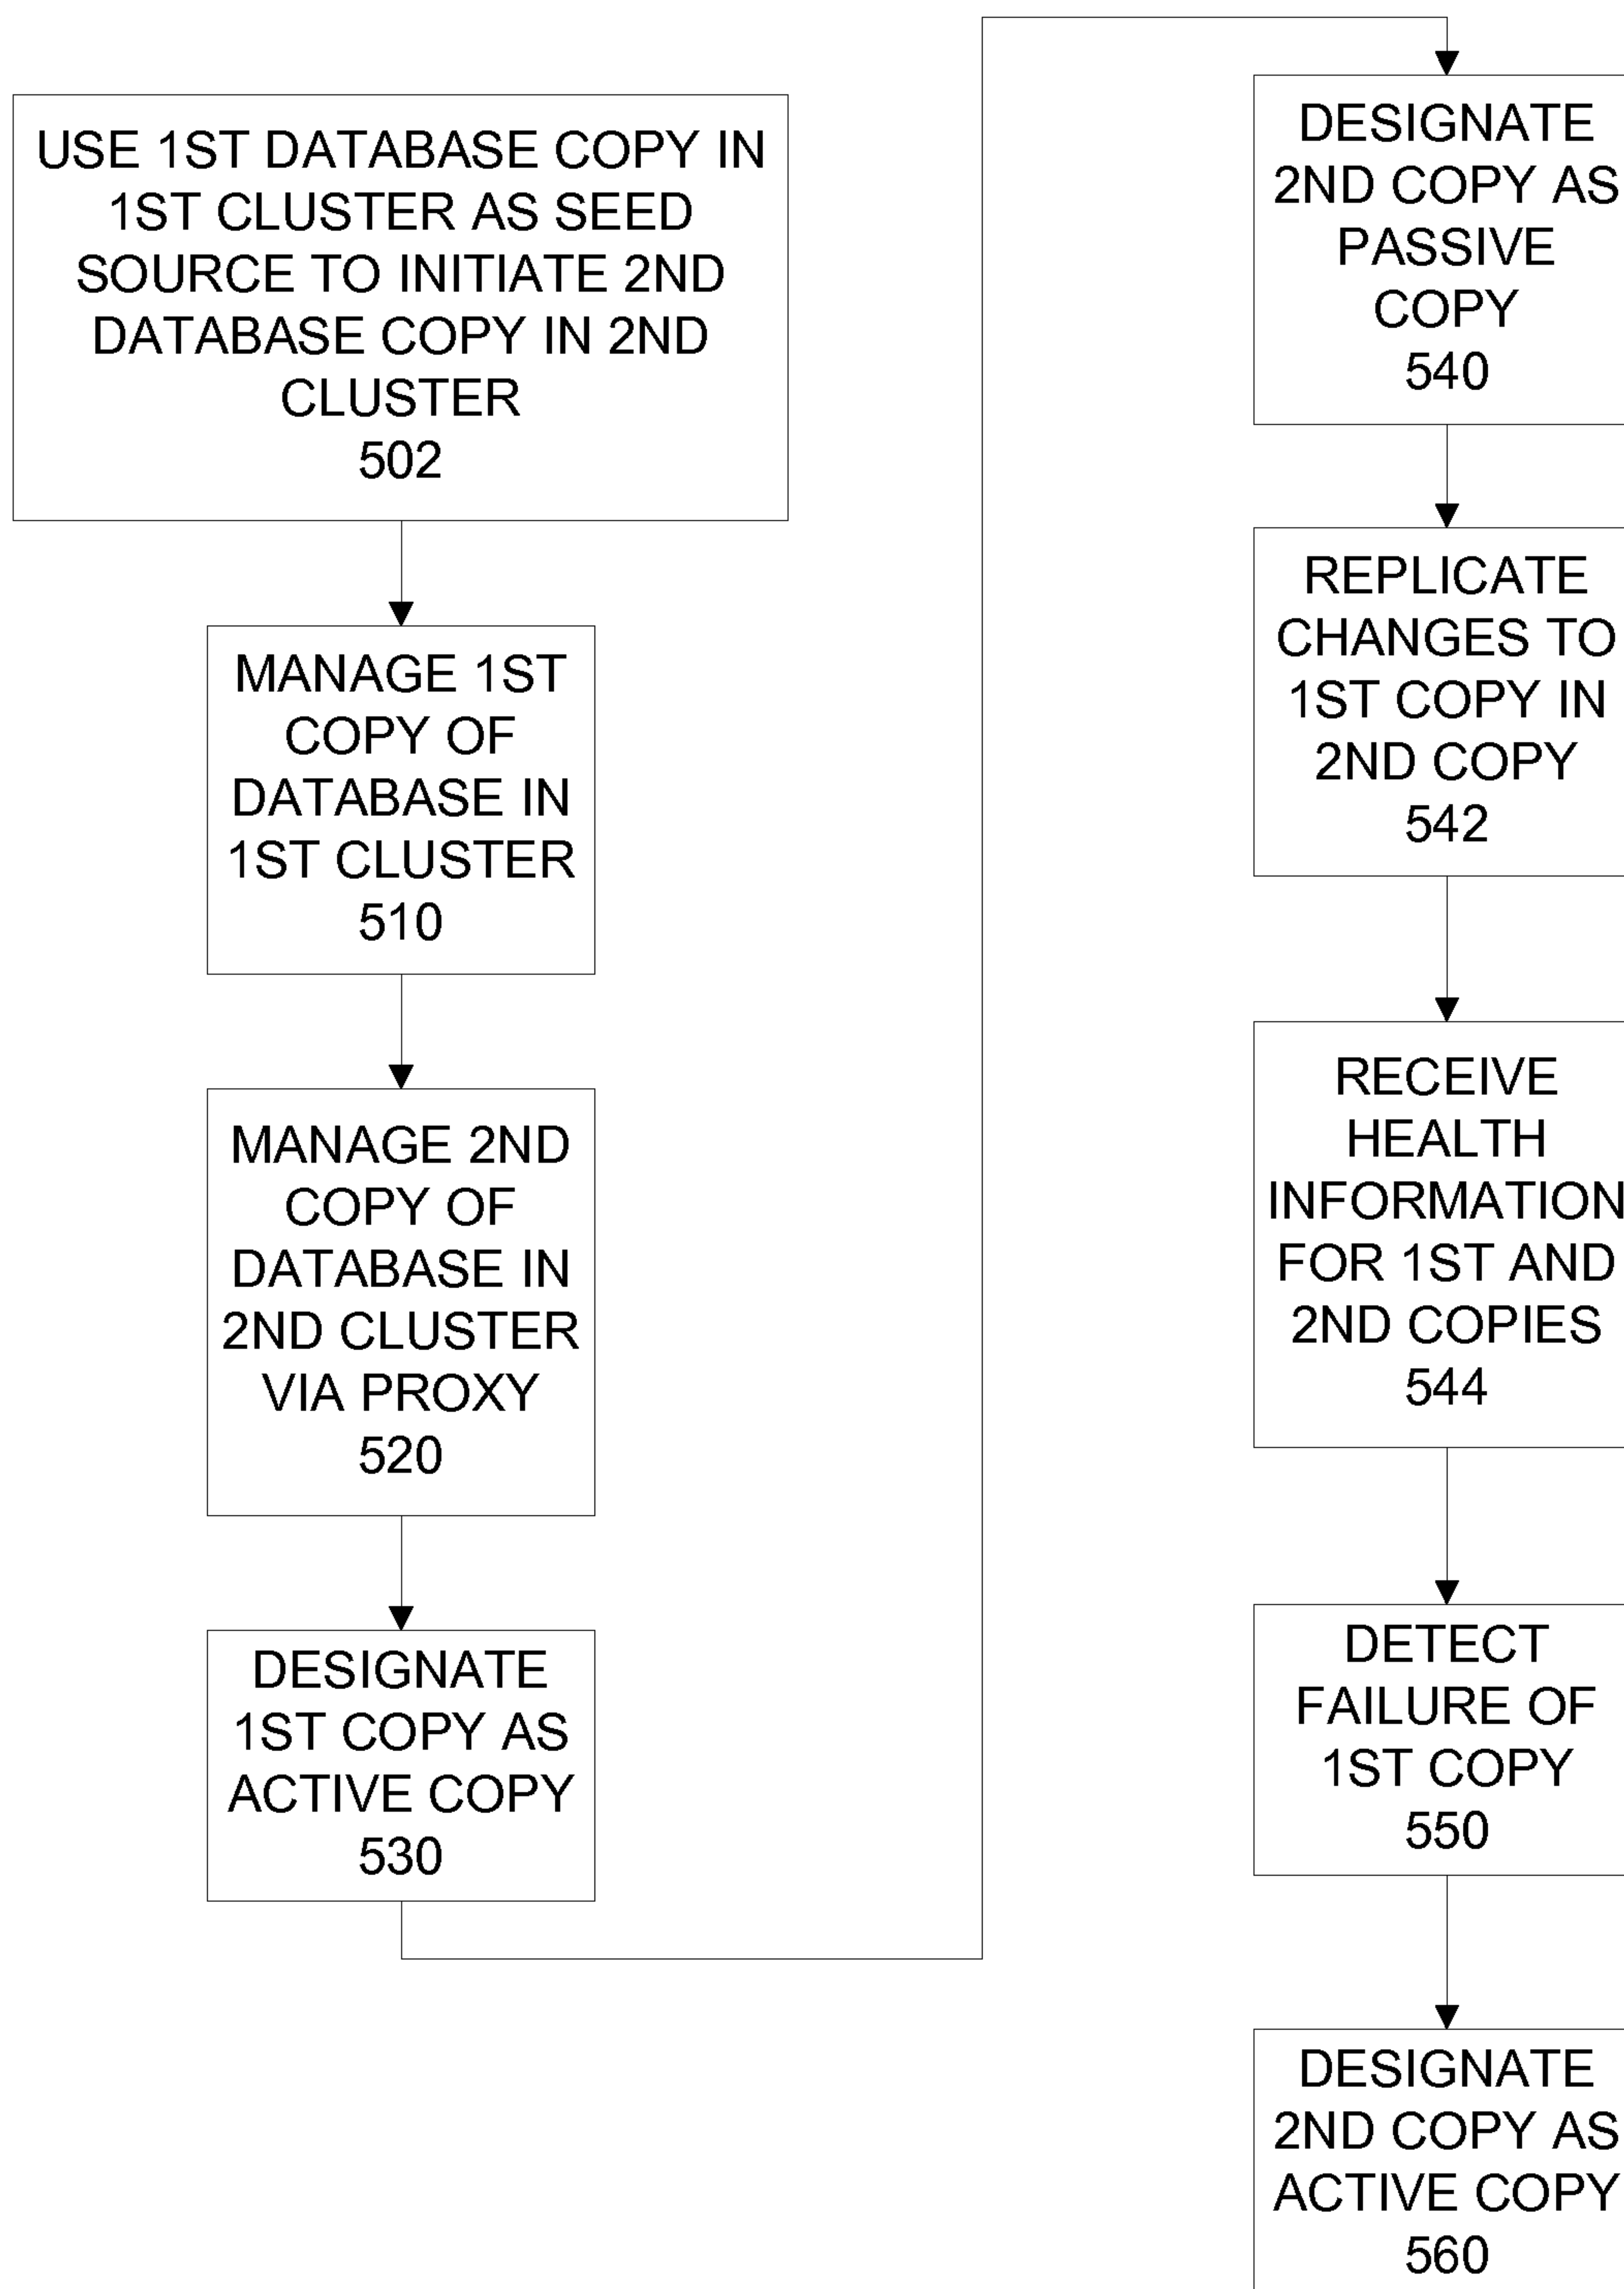 USE 1ST DATABASE COPY IN
1ST CLUSTER AS SEED
SOURCE TO INITIATE 2ND
DATABASE COPY IN 2ND
CLUSTER
502
MANAGE 1ST
COPY OF
DATABASE IN
1ST CLUSTER
510
MANAGE 2ND
COPY OF
DATABASE IN
2ND CLUSTER
VIA PROXY
520
DESIGNATE
1ST COPY AS
ACTIVE COPY
530
DESIGNATE
2ND COPY AS
PASSIVE
COPY
540
REPLICATE
CHANGES TO
1ST COPY IN
2ND COPY
542
RECEIVE
HEALTH
INFORMATION
FOR 1ST AND
2ND COPIES
544
DETECT
FAILURE OF
1ST COPY
550
DESIGNATE
2ND COPY AS
ACTIVE COPY
560